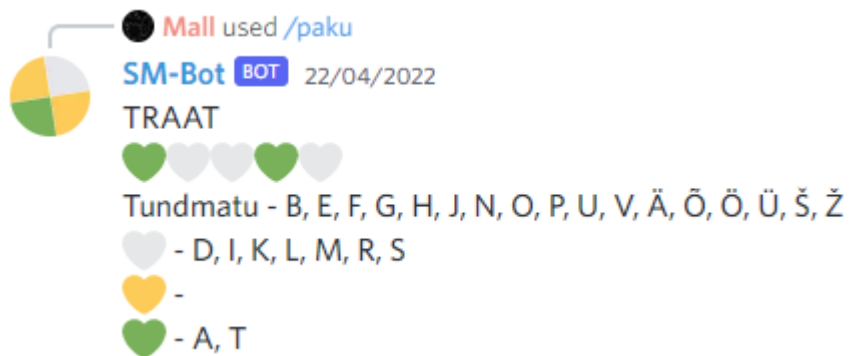 Mall used /paku
SM-Bot BOT 22/04/2022
TRAAT
Tundmatu - B, E, F, G, H, J, N, O, P, U, V, Ä, Õ, Ö, Ü, Š, Ž
- D, I, K, L, M, R, S
-
- A, T